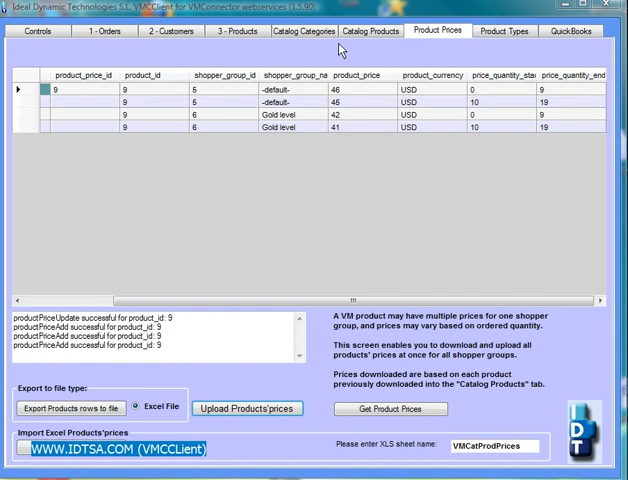 Ideal Dynamic Technologies S.L. VMCClient for VMConnector webservices (1.5.90)
Controls 1 - Orders 2 - Customers 3 - Products Catalog Categories Catalog Products Product Prices Product Types QuickBooks
product_price_id product_id shopper_group_id shopper_group_na product_price product_currency price_quantity_star price_quantity_end
9 9 5 -default- 46 USD 0 9
9 5 -default- 45 USD 10 19
9 6 Gold level 42 USD 0 9
9 6 Gold level 41 USD 10 19
productPriceUpdate successful for product_id: 9
productPriceAdd successful for product_id: 9
productPriceAdd successful for product_id: 9
productPriceAdd successful for product_id: 9
A VM product may have multiple prices for one shopper
group, and prices may vary based on ordered quantity.
This screen enables you to download and upload all
products' prices at once for all shopper groups.
Prices downloaded are based on each product
previously downloaded into the "Catalog Products" tab.
Export to file type:
Export Products rows to file Excel File Upload Products'prices Get Product Prices
Import Excel Products'prices
WWW.IDTSA.COM (VMCCLient)
Please enter XLS sheet name: VMCatProdPrices
IDT